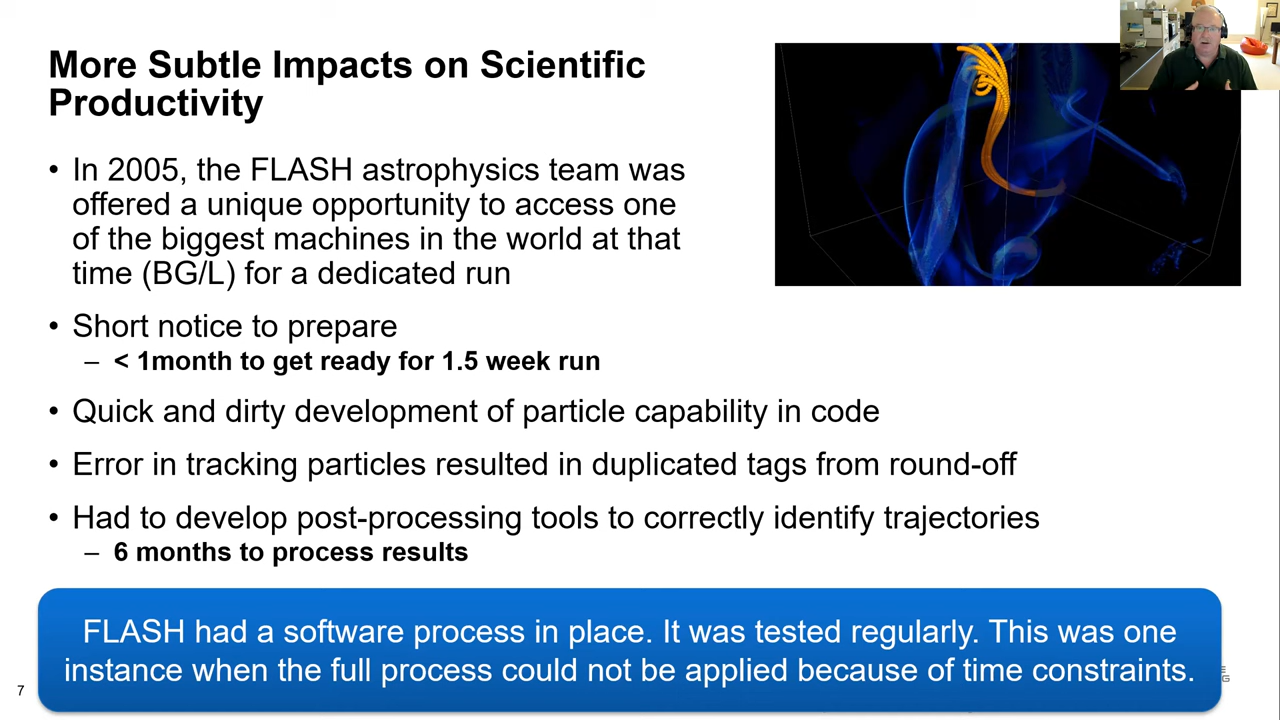 More Subtle Impacts on Scientific
Productivity
• In 2005, the FLASH astrophysics team was
offered a unique opportunity to access one
of the biggest machines in the world at that
time (BG/L) for a dedicated run
• Short notice to prepare
– < 1month to get ready for 1.5 week run
• Quick and dirty development of particle capability in code
• Error in tracking particles resulted in duplicated tags from round-off
• Had to develop post-processing tools to correctly identify trajectories
– 6 months to process results
FLASH had a software process in place. It was tested regularly. This was one
instance when the full process could not be applied because of time constraints.
7